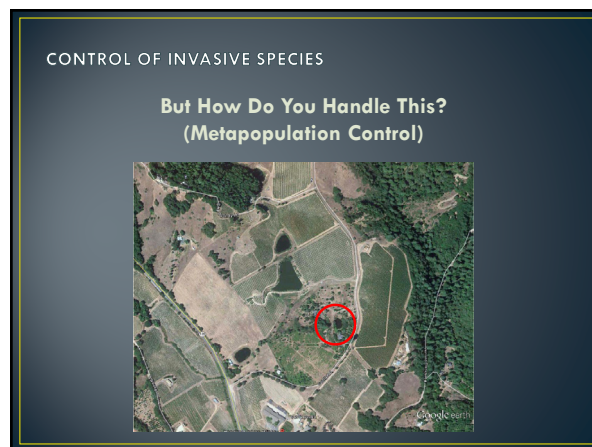 CONTROL OF INVASIVE SPECIES
But How Do You Handle This?
(Metapopulation Control)
Google earth